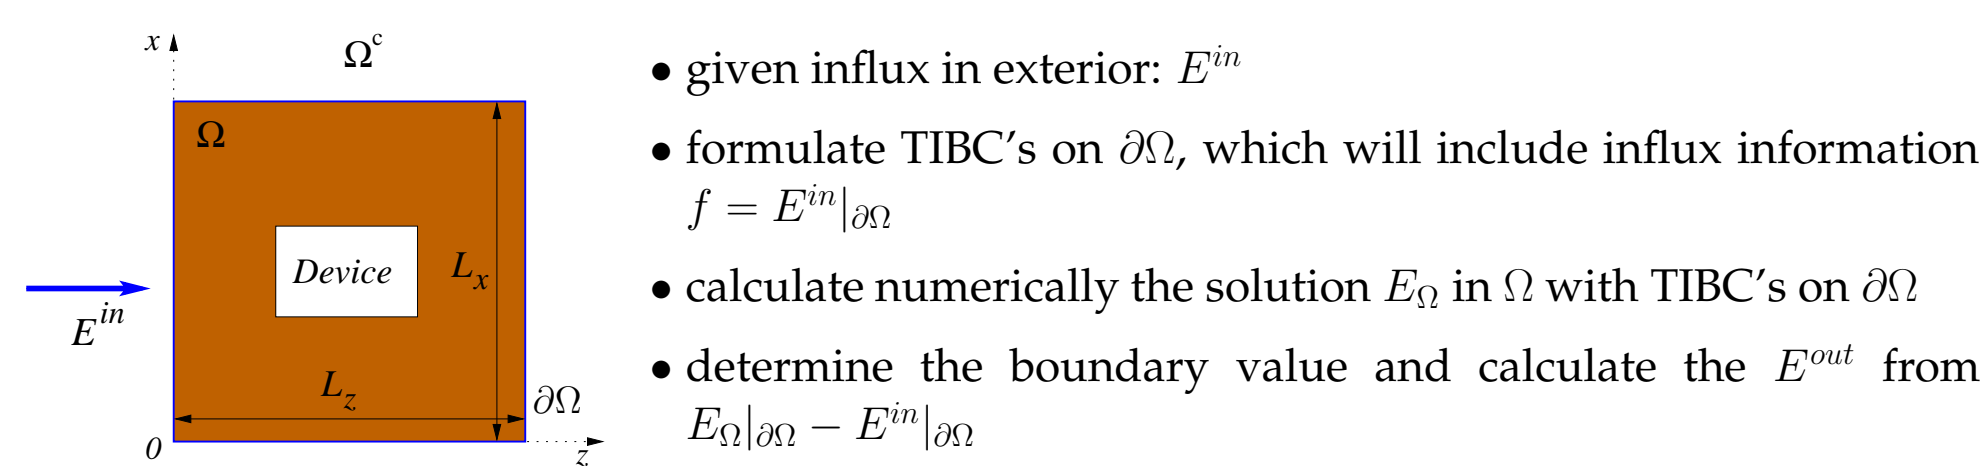 x
Ω^c
Ω
Device
L_x
E^{in}
L_z
∂Ω
0
z
• given influx in exterior: E^{in}
• formulate TIBC's on ∂Ω, which will include influx information
f = E^{in}|_{∂Ω}
• calculate numerically the solution E_Ω in Ω with TIBC's on ∂Ω
• determine the boundary value and calculate the E^{out} from
E_Ω|_{∂Ω} − E^{in}|_{∂Ω}